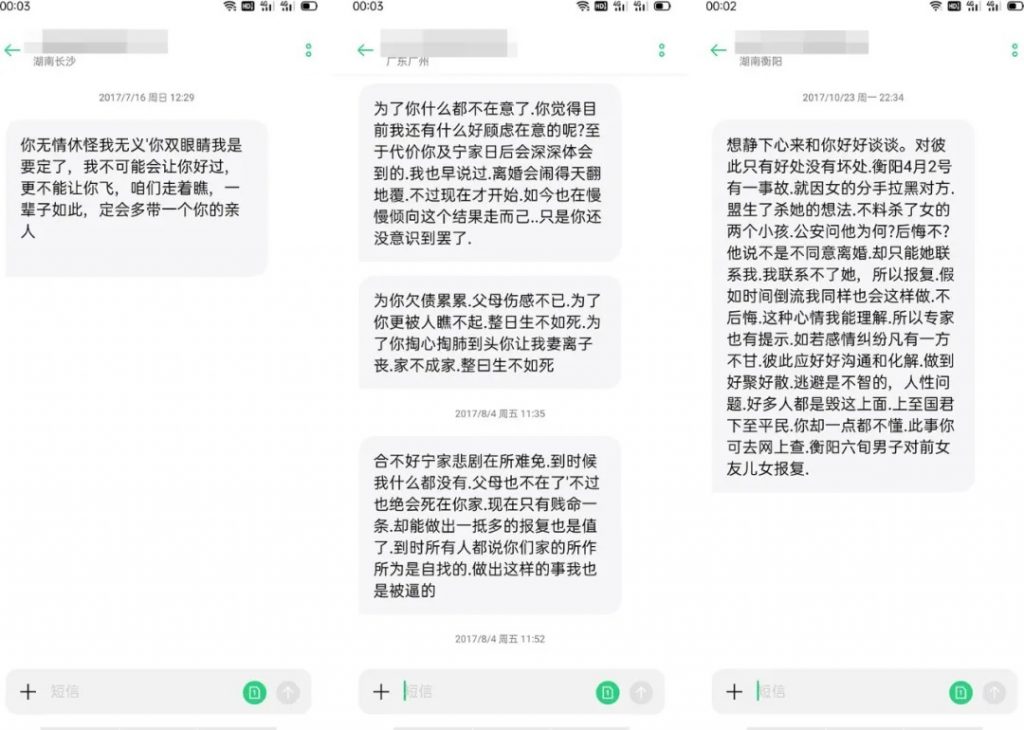 00:03
湖南长沙
2017/7/16 周日 12:29
你无情休怪我无义'你双眼睛我是
要定了，我不可能会让你好过，
更不能让你飞，咱们走着瞧，一
辈子如此，定会多带一个你的亲
人
短信
00:03
广东广州
为了你什么都不在意了.你觉得目
前我还有什么好顾虑在意的呢?至
于代价你及宁家日后会深深体会
到的.我也早说过.离婚会闹得天翻
地覆.不过现在才开始.如今也在慢
慢倾向这个结果走而己..只是你还
没意识到罢了.
为你欠债累累.父母伤感不已.为了
你更被人瞧不起.整日生不如死.为
了你掏心掏肺到头你让我妻离子
丧.家不成家.整曰生不如死
2017/8/4 周五 11:35
合不好宁家悲剧在所难免.到时候
我什么都没有.父母也不在了'不过
也绝会死在你家.现在只有贱命一
条.却能做出一抵多的报复也是值
了.到时所有人都说你们家的所作
所为是自找的.做出这样的事我也
是被逼的
2017/8/4 周五 11:52
短信
00:02
湖南衡阳
2017/10/23 周一 22:34
想静下心来和你好好谈谈。对彼
此只有好处没有坏处.衡阳4月2号
有一事故.就因女的分手拉黑对方.
盟生了杀她的想法.不料杀了女的
两个小孩.公安问他为何?后悔不?
他说不是不同意离婚.却只能她联
系我.我联系不了她，所以报复.假
如时间倒流我同样也会这样做.不
后悔.这种心情我能理解.所以专家
也有提示.如若感情纠纷凡有一方
不甘.彼此应好好沟通和化解.做到
好聚好散.逃避是不智的，人性问
题.好多人都是毁这上面.上至国君
下至平民.你却一点都不懂.此事你
可去网上查.衡阳六旬男子对前女
友儿女报复.
短信